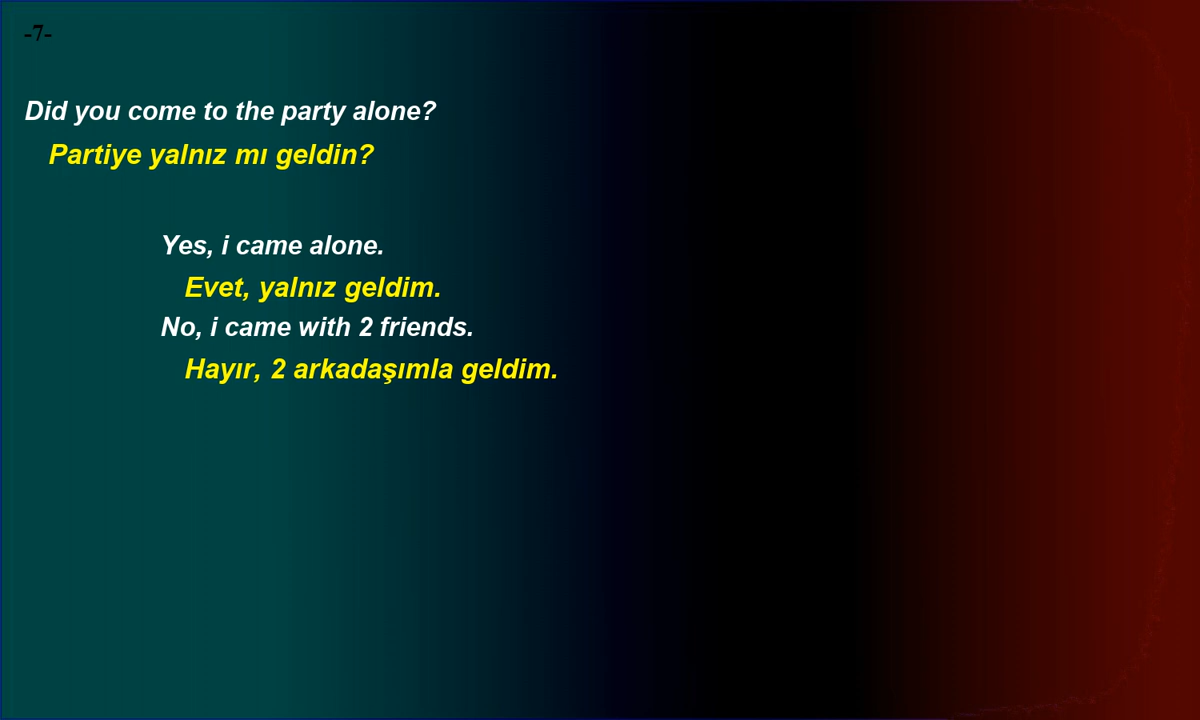 -7-
Did you come to the party alone?
Partiye yalnız mı geldin?
Yes, i came alone.
Evet, yalnız geldim.
No, i came with 2 friends.
Hayır, 2 arkadaşımla geldim.